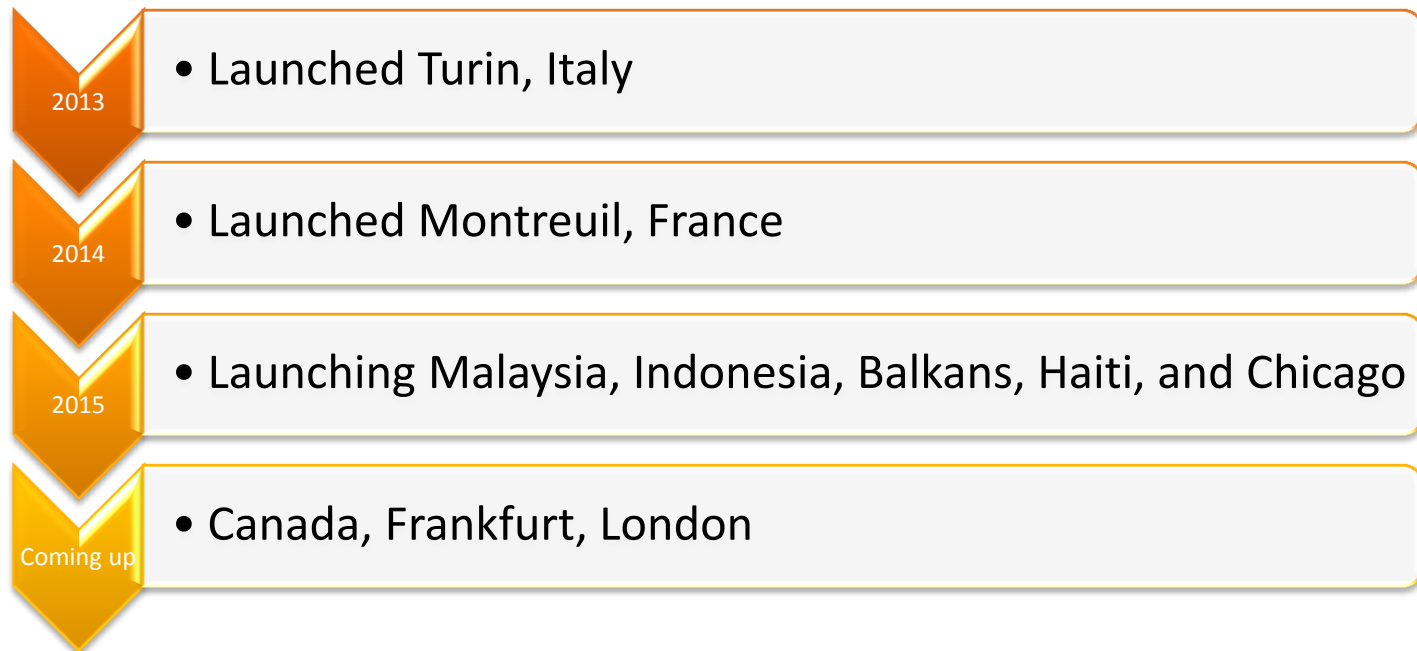 2013
• Launched Turin, Italy
2014
• Launched Montreuil, France
2015
• Launching Malaysia, Indonesia, Balkans, Haiti, and Chicago
Coming up
• Canada, Frankfurt, London